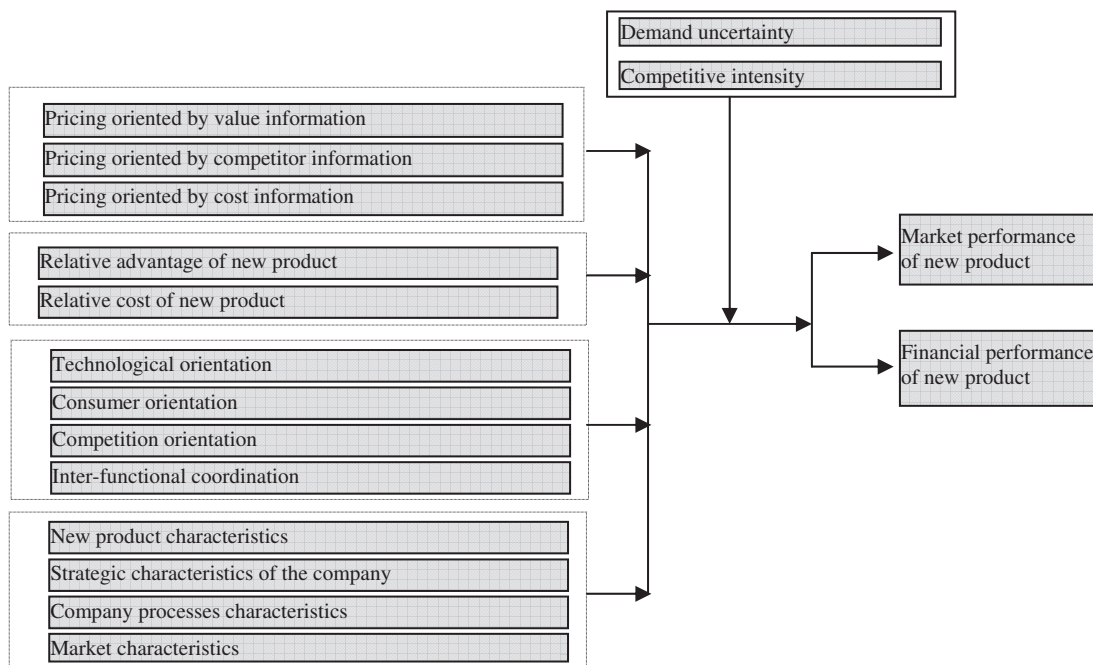 Demand uncertainty
Competitive intensity
Pricing oriented by value information
Pricing oriented by competitor information
Pricing oriented by cost information
Relative advantage of new product
Relative cost of new product
Technological orientation
Consumer orientation
Competition orientation
Inter-functional coordination
New product characteristics
Strategic characteristics of the company
Company processes characteristics
Market characteristics
Market performance
of new product
Financial performance
of new product